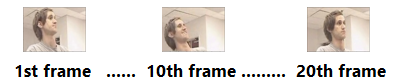 1st frame ...... 10th frame ......... 20th frame